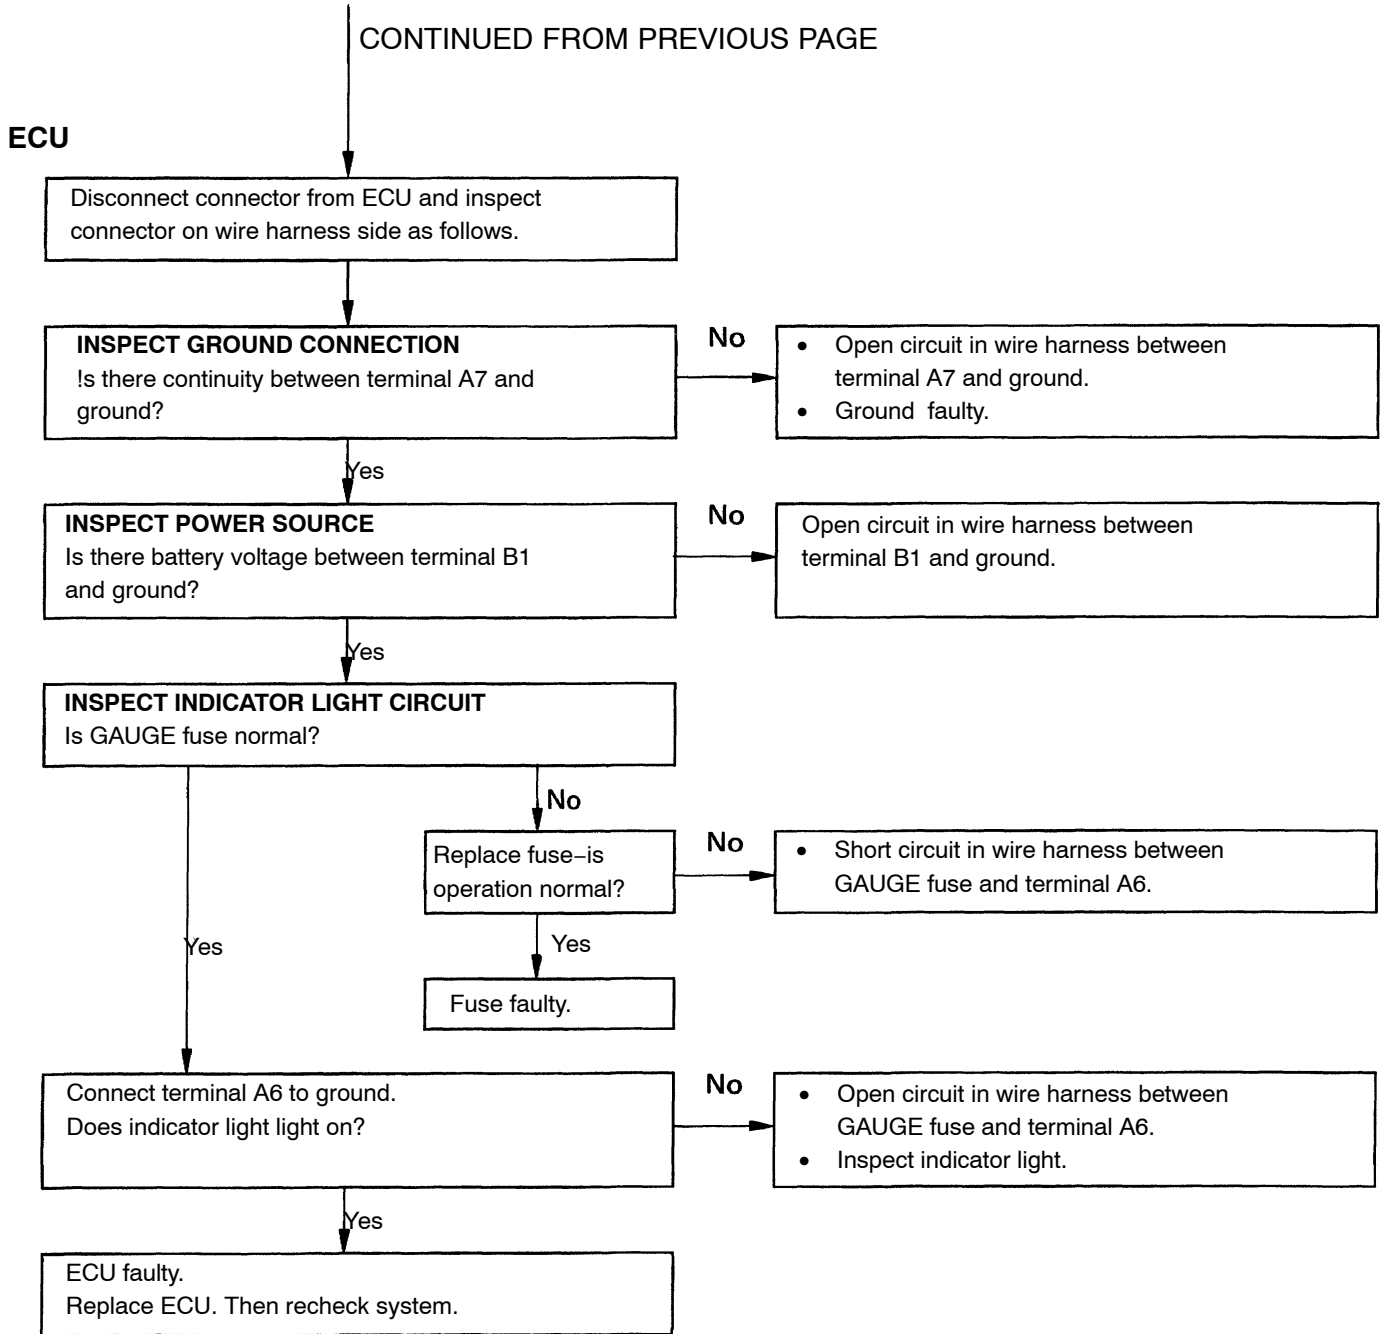 CONTINUED FROM PREVIOUS PAGE
ECU
Disconnect connector from ECU and inspect
connector on wire harness side as follows.
INSPECT GROUND CONNECTION
!s there continuity between terminal A7 and
ground?
No
• Open circuit in wire harness between
terminal A7 and ground.
• Ground faulty.
Yes
INSPECT POWER SOURCE
Is there battery voltage between terminal B1
and ground?
No
Open circuit in wire harness between
terminal B1 and ground.
Yes
INSPECT INDICATOR LIGHT CIRCUIT
Is GAUGE fuse normal?
No
Replace fuse–is
operation normal?
No
• Short circuit in wire harness between
GAUGE fuse and terminal A6.
Yes
Yes
Fuse faulty.
Connect terminal A6 to ground.
Does indicator light light on?
No
• Open circuit in wire harness between
GAUGE fuse and terminal A6.
• Inspect indicator light.
Yes
ECU faulty.
Replace ECU. Then recheck system.